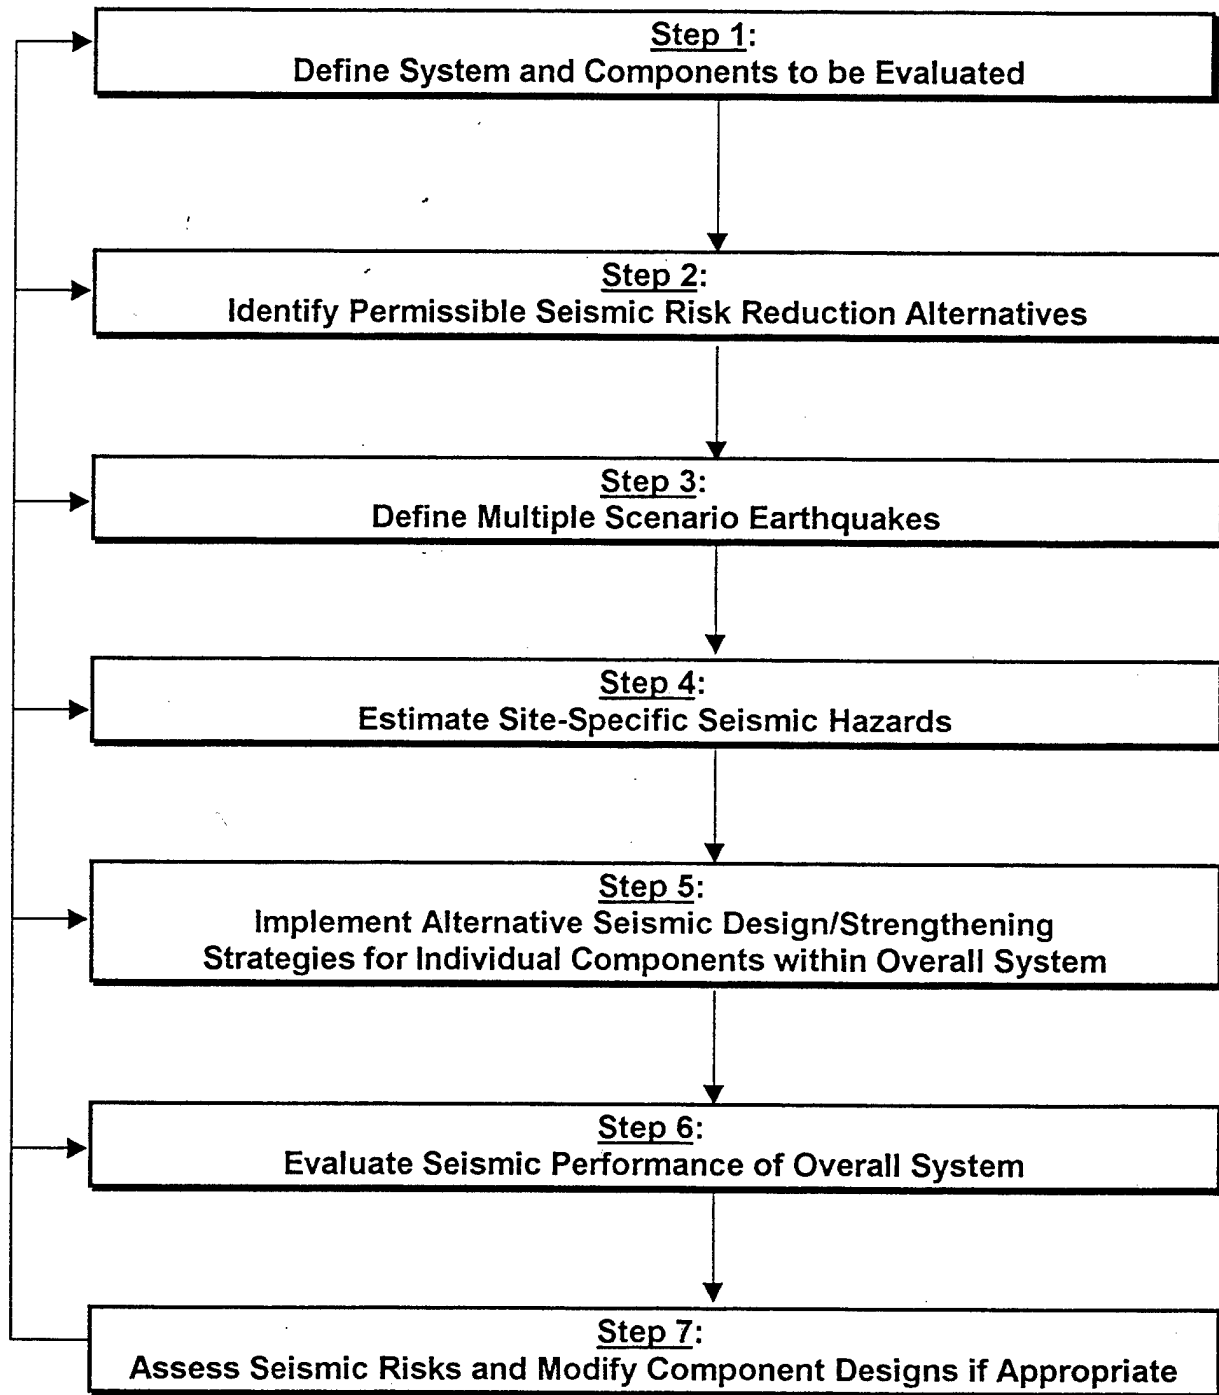 Step 1:
Define System and Components to be Evaluated
Step 2:
Identify Permissible Seismic Risk Reduction Alternatives
Step 3:
Define Multiple Scenario Earthquakes
Step 4:
Estimate Site-Specific Seismic Hazards
Step 5:
Implement Alternative Seismic Design/Strengthening
Strategies for Individual Components within Overall System
Step 6:
Evaluate Seismic Performance of Overall System
Step 7:
Assess Seismic Risks and Modify Component Designs if Appropriate